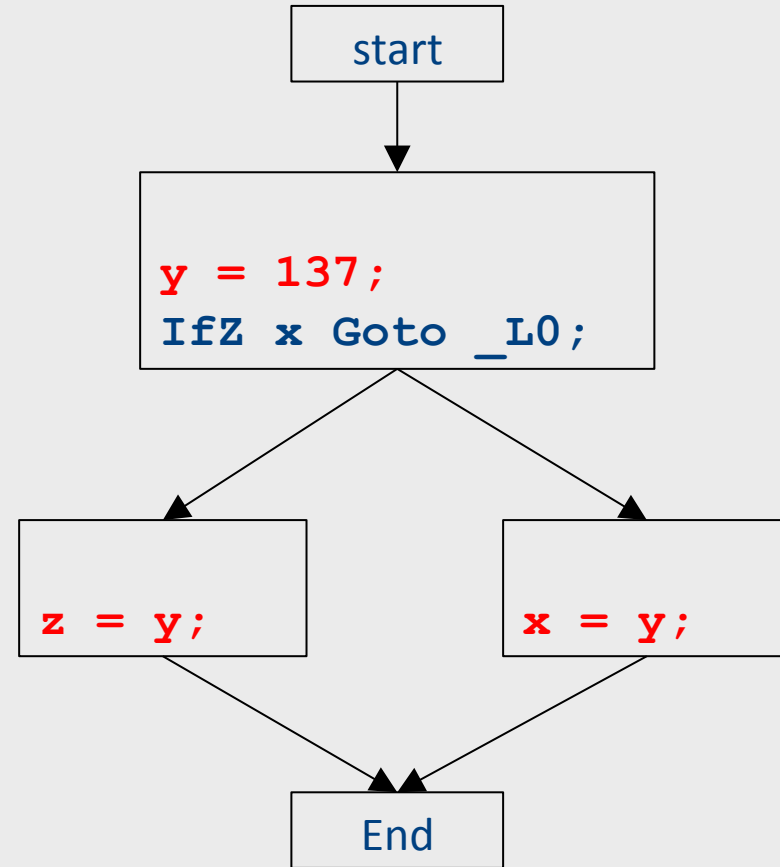 start
y = 137;
IfZ x Goto _L0;
z = y;
x = y;
End